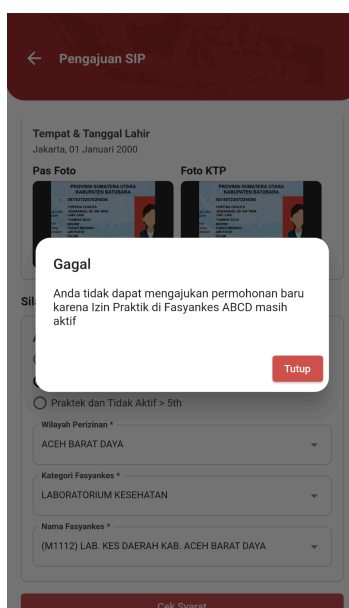 Pengajuan SIP
Tempat & Tanggal Lahir
Jakarta, 01 Januari 2000
Pas Foto
Foto KTP
PROVINSI SUMATERA UTARA
KABUPATEN BATUBARA
PROVINSI SUMATERA UTARA
KABUPATEN BATUBARA
Gagal
Anda tidak dapat mengajukan permohonan baru
karena Izin Praktik di Fasyankes ABCD masih
aktif
Tutup
Praktek dan Tidak Aktif > 5th
Wilayah Perizinan *
ACEH BARAT DAYA
Kategori Fasyankes *
LABORATORIUM KESEHATAN
Nama Fasyankes *
(M1112) LAB. KES DAERAH KAB. ACEH BARAT DAYA
Cek Syarat